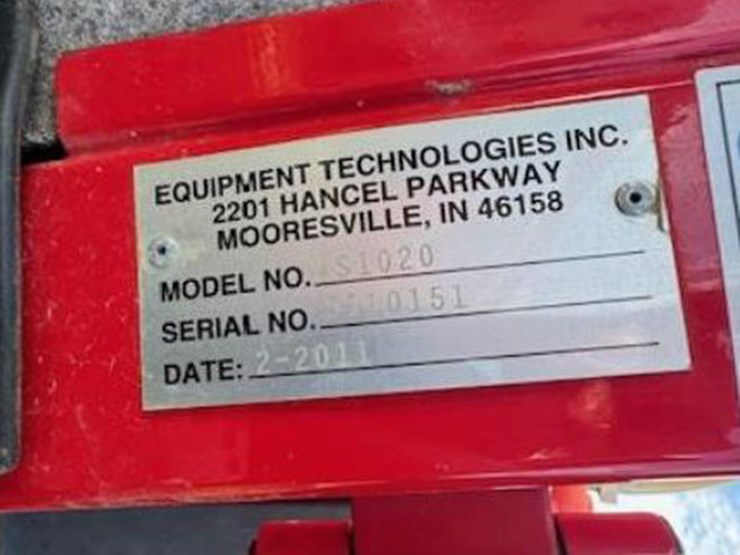 EQUIPMENT TECHNOLOGIES INC.
2201 HANCEL PARKWAY
MOORESVILLE, IN 46158
MODEL NO.
SERIAL NO.
DATE: 2-2011